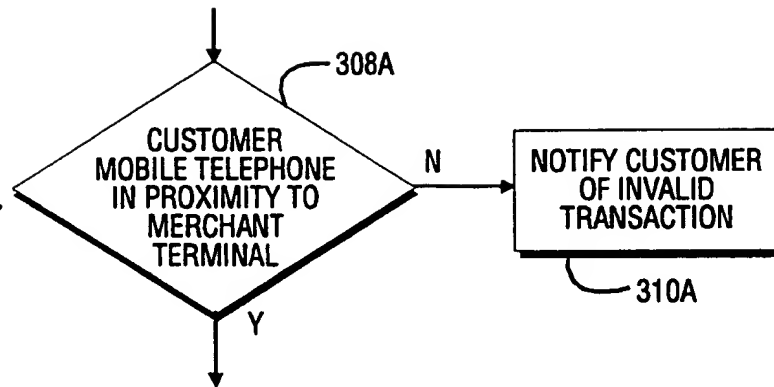 308A
CUSTOMER
MOBILE TELEPHONE
IN PROXIMITY TO
MERCHANT
TERMINAL
N
NOTIFY CUSTOMER
OF INVALID
TRANSACTION
310A
Y